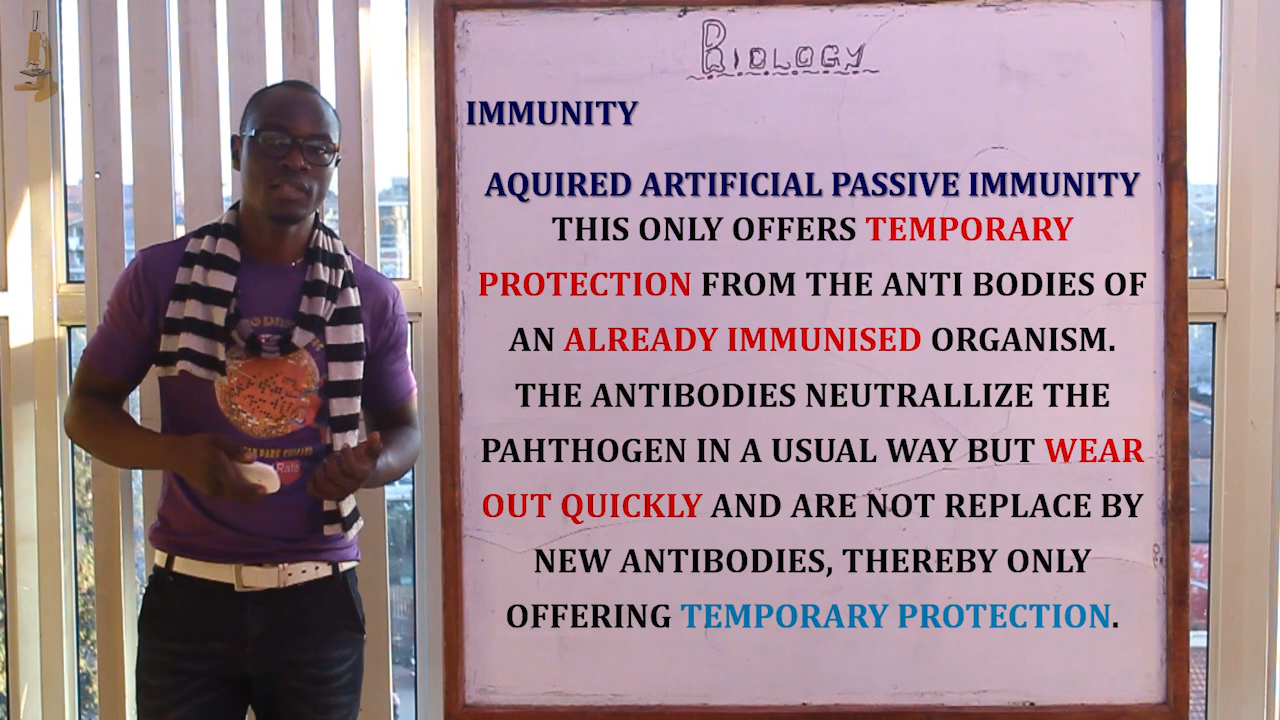 BIOLOGY
IMMUNITY
AQUIRED ARTIFICIAL PASSIVE IMMUNITY
THIS ONLY OFFERS TEMPORARY
PROTECTION FROM THE ANTI BODIES OF
AN ALREADY IMMUNISED ORGANISM.
THE ANTIBODIES NEUTRALLIZE THE
PAHTHOGEN IN A USUAL WAY BUT WEAR
OUT QUICKLY AND ARE NOT REPLACE BY
NEW ANTIBODIES, THEREBY ONLY
OFFERING TEMPORARY PROTECTION.